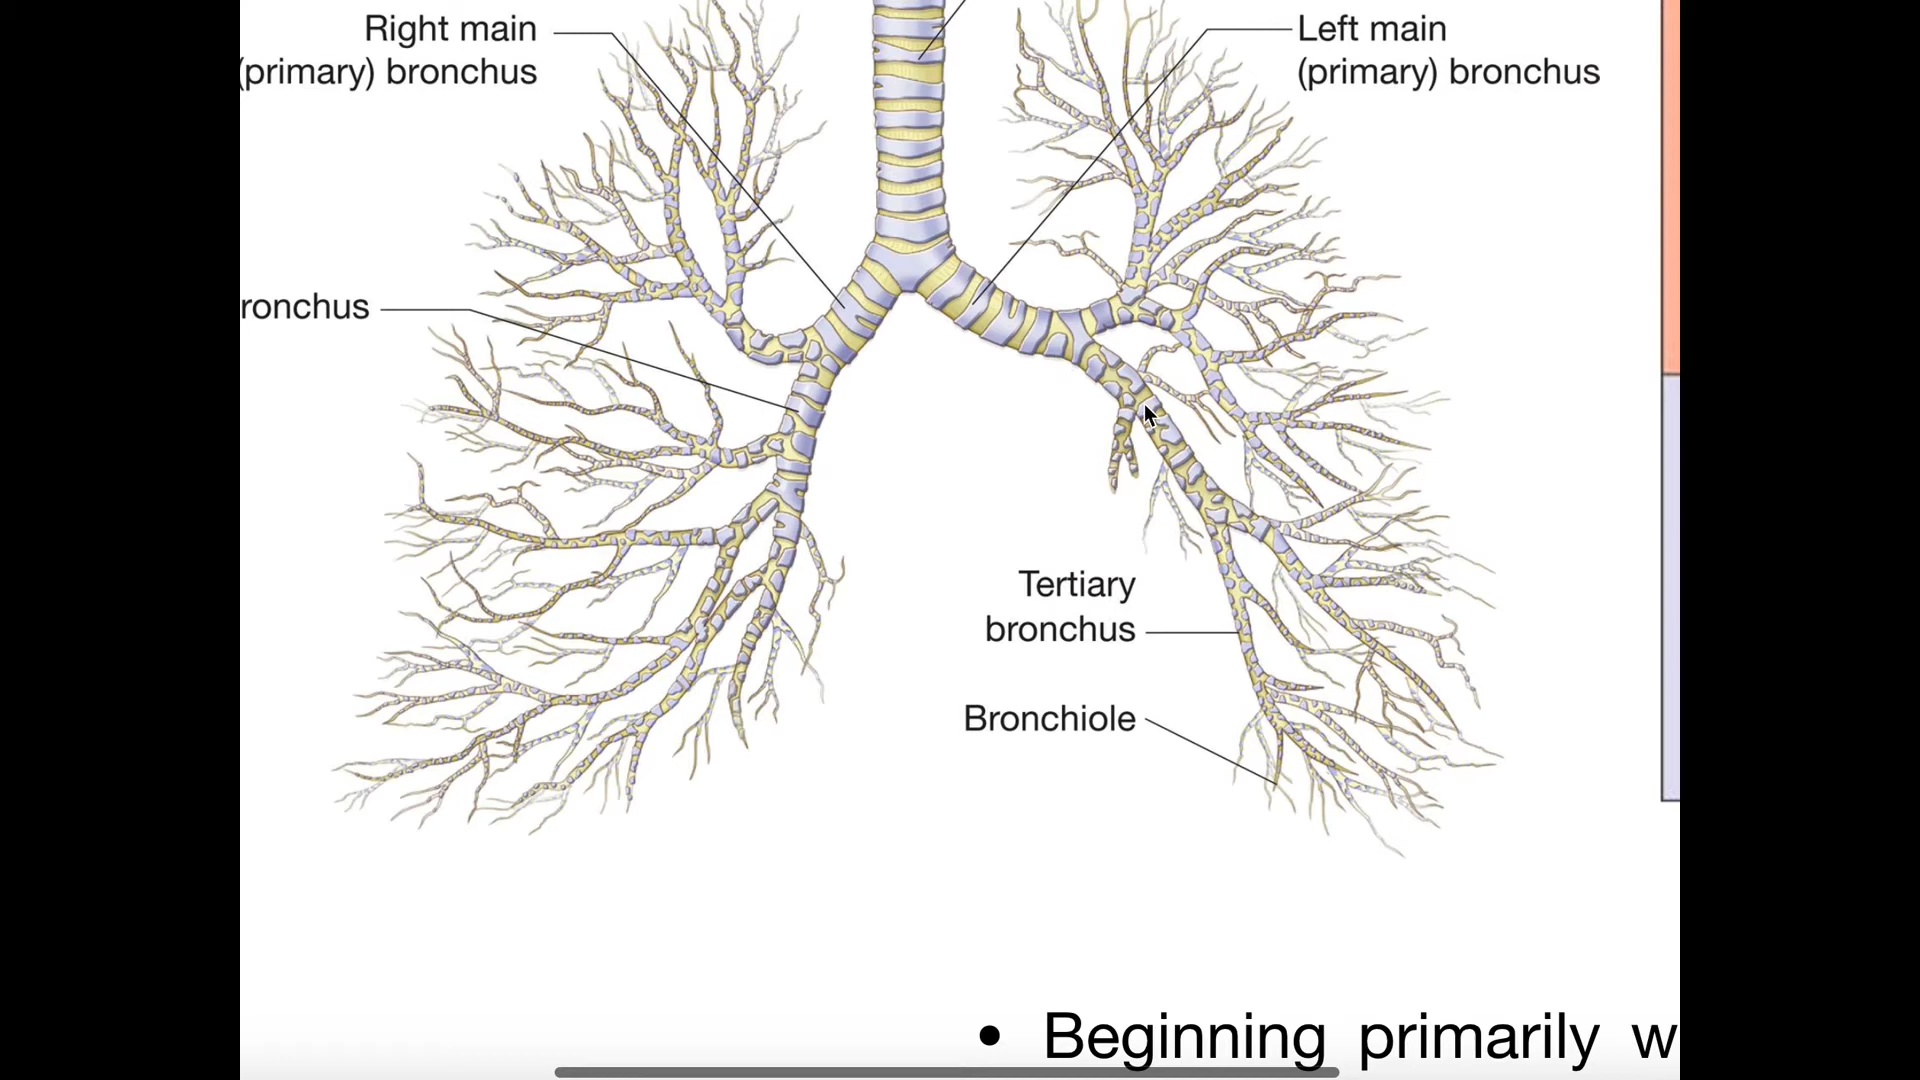 Right main
(primary) bronchus
Left main
(primary) bronchus
ronchus
Tertiary
bronchus
Bronchiole
• Beginning primarily w